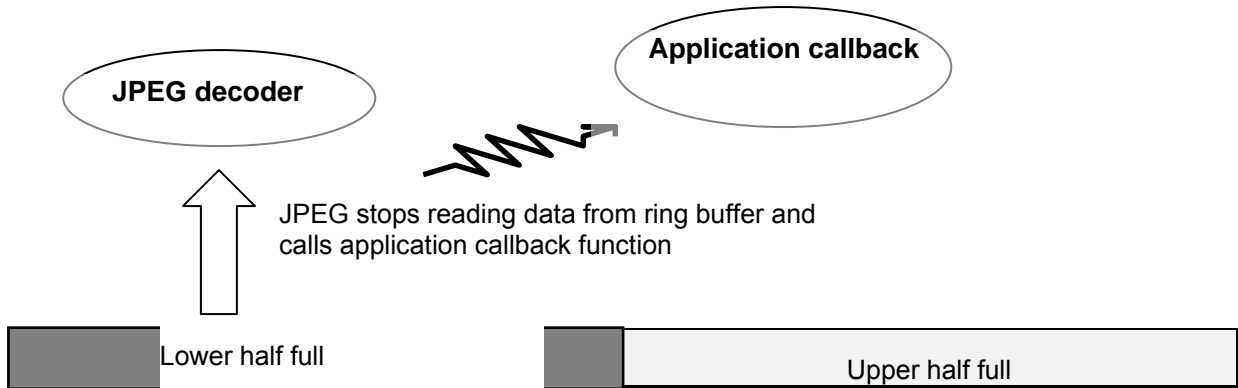 Application callback
JPEG decoder
JPEG stops reading data from ring buffer and
calls application callback function
Lower half full
Upper half full